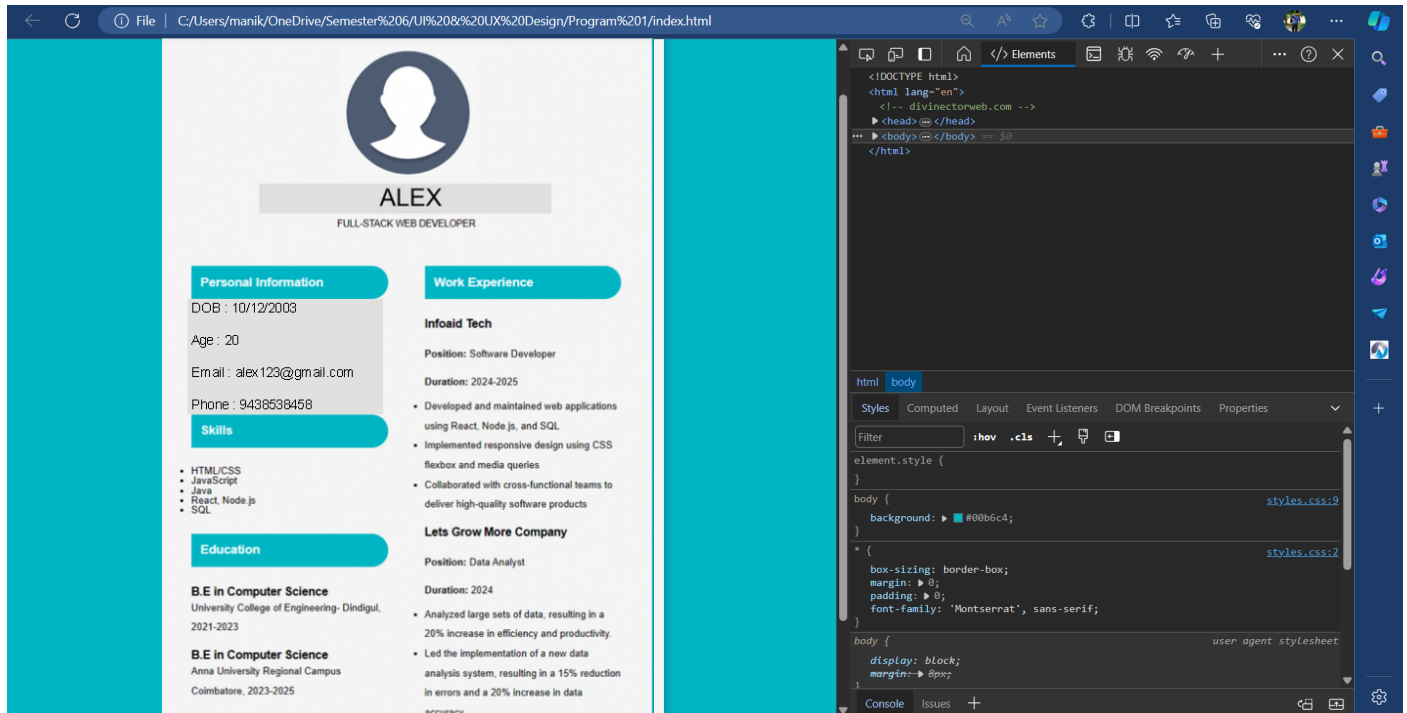 File
C:/Users/manik/OneDrive/Semester%206/UI%20&%20UX%20Design/Program%201/index.html
ALEX
FULL-STACK WEB DEVELOPER
Personal Information
DOB : 10/12/2003
Age : 20
Email : alex123@gmail.com
Phone : 9438538458
Skills
• HTML/CSS
• JavaScript
• Java
• React, Node.js
• SQL
Education
B.E in Computer Science
University College of Engineering- Dindigul,
2021-2023
B.E in Computer Science
Anna University Regional Campus
Coimbatore, 2023-2025
Work Experience
Infoaid Tech
Position: Software Developer
Duration: 2024-2025
• Developed and maintained web applications
using React, Node.js, and SQL
• Implemented responsive design using CSS
flexbox and media queries
• Collaborated with cross-functional teams to
deliver high-quality software products
Lets Grow More Company
Position: Data Analyst
Duration: 2024
• Analyzed large sets of data, resulting in a
20% increase in efficiency and productivity.
• Led the implementation of a new data
analysis system, resulting in a 15% reduction
in errors and a 20% increase in data
accuracy
</> Elements
<!DOCTYPE html>
<html lang="en">
<!-- divinectorweb.com -->
<head> ... </head>
<body> ... </body> == $0
</html>
html body
Styles Computed Layout Event Listeners DOM Breakpoints Properties
Filter :hov .cls
element.style {
}
body { styles.css:9
background: #00b6c4;
}
* { styles.css:2
box-sizing: border-box;
margin: 0;
padding: 0;
font-family: 'Montserrat', sans-serif;
}
body { user agent stylesheet
display: block;
margin: 8px;
}
Console Issues